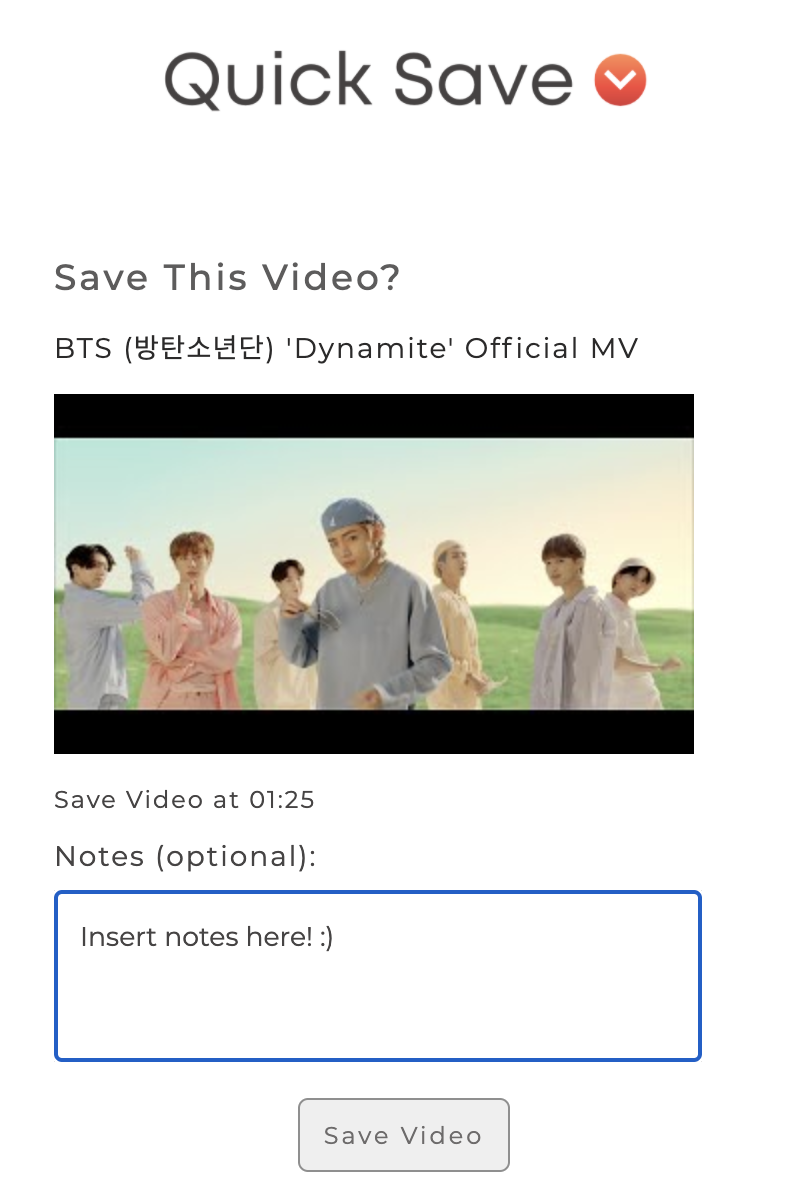 Quick Save
Save This Video?
BTS (방탄소년단) 'Dynamite' Official MV
Save Video at 01:25
Notes (optional):
Insert notes here! :)
Save Video